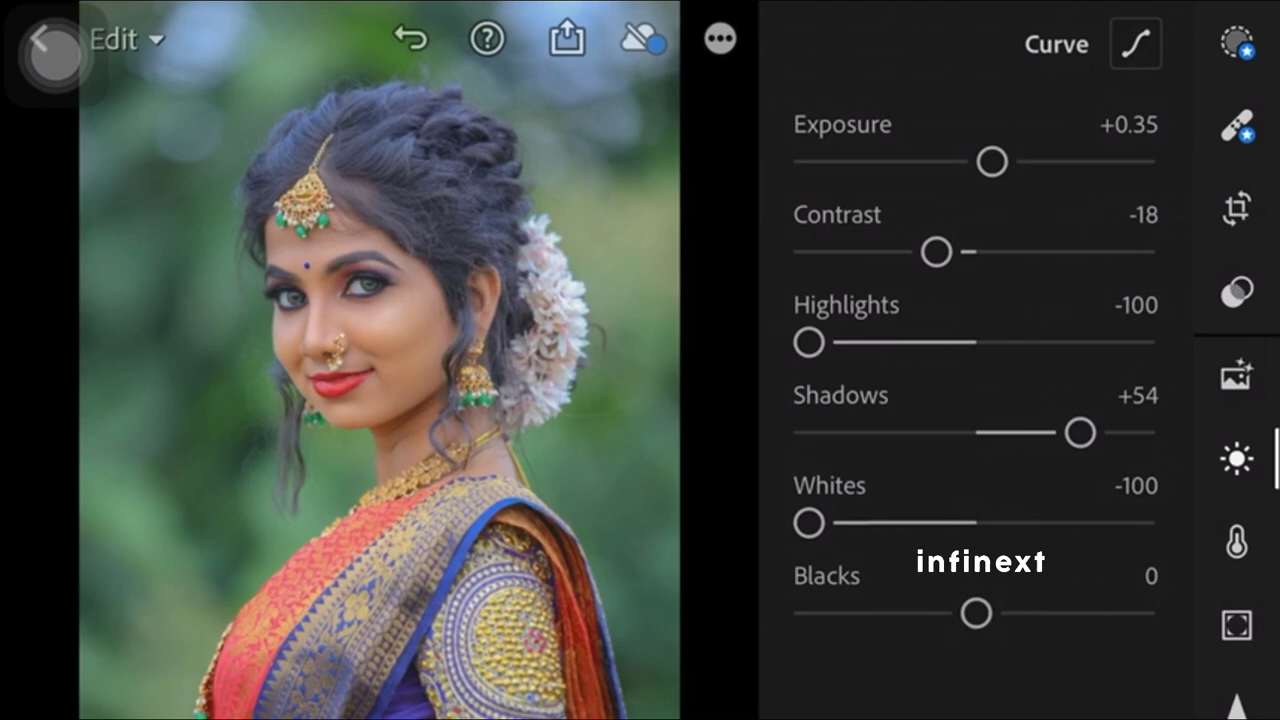 Edit
Curve
Exposure +0.35
Contrast -18
Highlights -100
Shadows +54
Whites -100
infinext
Blacks 0